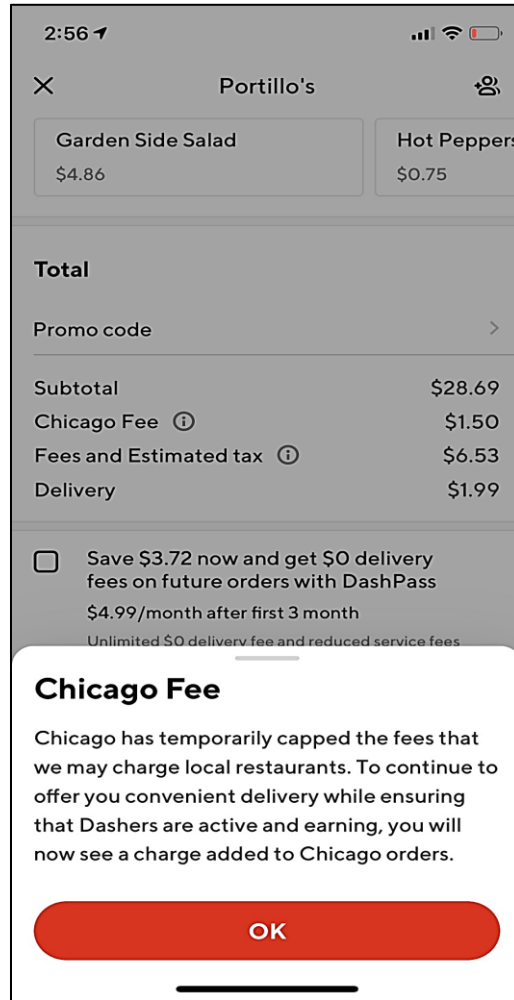 2:56
Portillo's
Garden Side Salad
$4.86
Hot Peppers
$0.75
Total
Promo code
Subtotal $28.69
Chicago Fee $1.50
Fees and Estimated tax $6.53
Delivery $1.99
Save $3.72 now and get $0 delivery
fees on future orders with DashPass
$4.99/month after first 3 month
Unlimited $0 delivery fee and reduced service fees
Chicago Fee
Chicago has temporarily capped the fees that
we may charge local restaurants. To continue to
offer you convenient delivery while ensuring
that Dashers are active and earning, you will
now see a charge added to Chicago orders.
OK